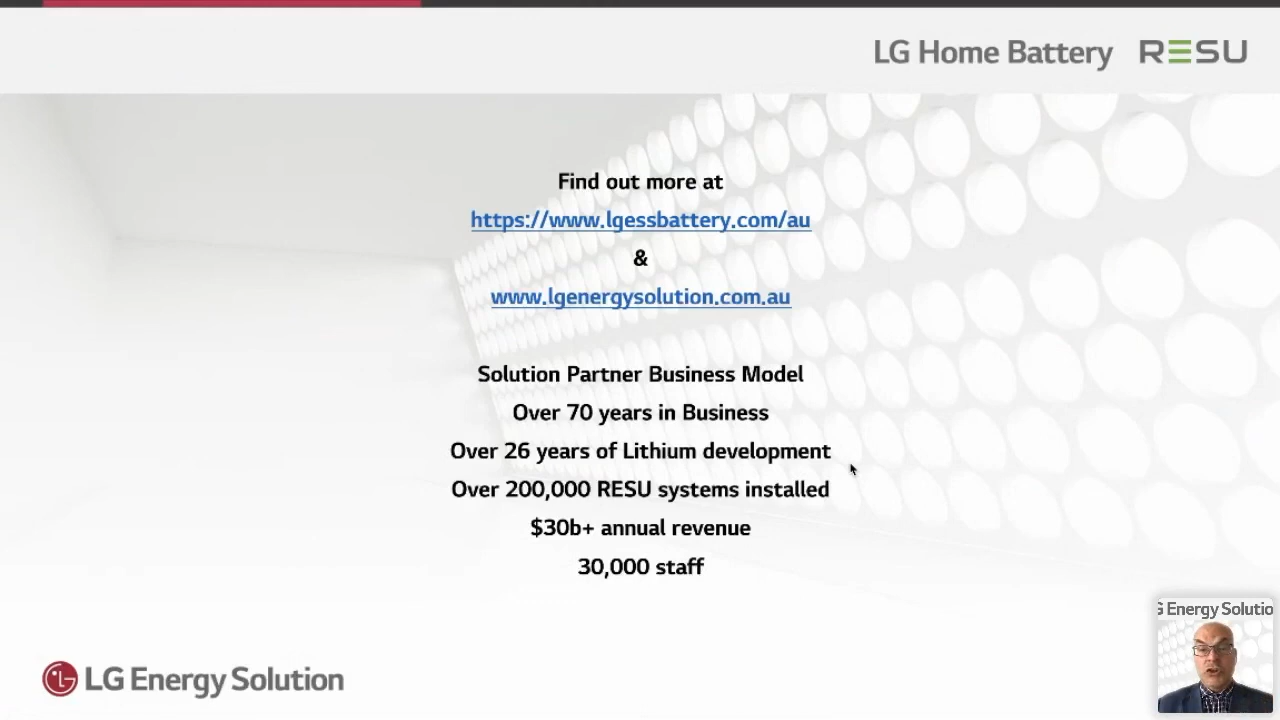 LG Home Battery RESU
Find out more at
https://www.lgessbattery.com/au
&
www.lgenergysolution.com.au
Solution Partner Business Model
Over 70 years in Business
Over 26 years of Lithium development
Over 200,000 RESU systems installed
$30b+ annual revenue
30,000 staff
G Energy Solutio
LG Energy Solution